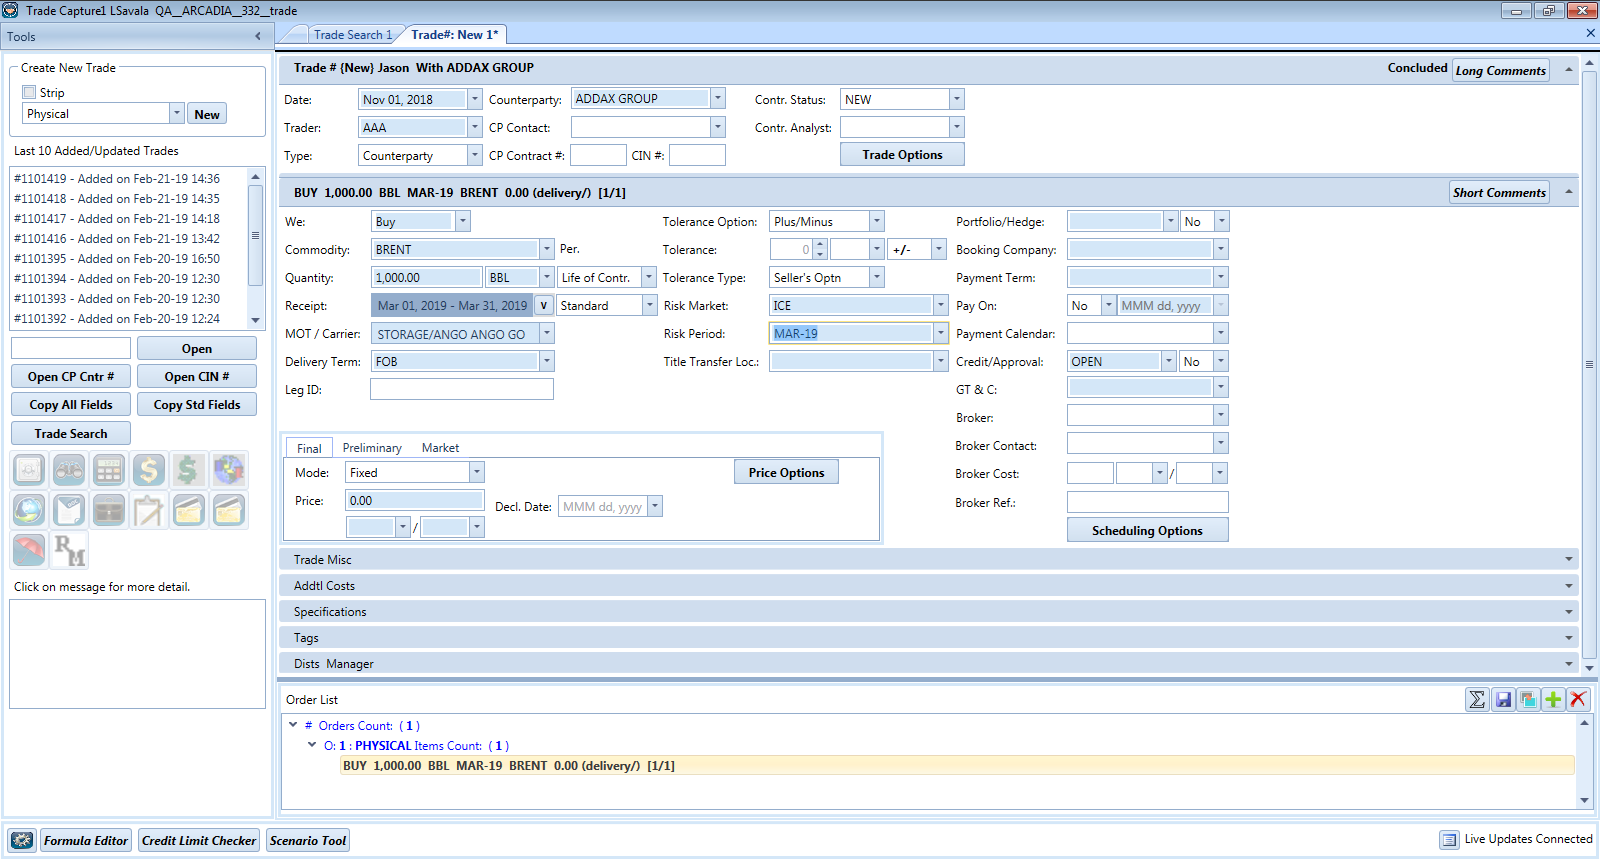 Trade Capture1 LSavala QA__ARCADIA__332__trade
Tools
Trade Search 1
Trade#: New 1*
Create New Trade
Strip
Physical
New
Last 10 Added/Updated Trades
#1101419 - Added on Feb-21-19 14:36
#1101418 - Added on Feb-21-19 14:35
#1101417 - Added on Feb-21-19 14:18
#1101416 - Added on Feb-21-19 13:42
#1101395 - Added on Feb-20-19 16:50
#1101394 - Added on Feb-20-19 12:30
#1101393 - Added on Feb-20-19 12:30
#1101392 - Added on Feb-20-19 12:24
Open
Open CP Cntr #
Open CIN #
Copy All Fields
Copy Std Fields
Trade Search
RM
Click on message for more detail.
Trade # {New} Jason With ADDAX GROUP
Concluded
Long Comments
Date: Nov 01, 2018 Counterparty: ADDAX GROUP Contr. Status: NEW
Trader: AAA CP Contact: Contr. Analyst:
Type: Counterparty CP Contract #: CIN #: Trade Options
BUY 1,000.00 BBL MAR-19 BRENT 0.00 (delivery/) [1/1]
Short Comments
We: Buy Tolerance Option: Plus/Minus Portfolio/Hedge: No
Commodity: BRENT Per. Tolerance: 0 +/- Booking Company:
Quantity: 1,000.00 BBL Life of Contr. Tolerance Type: Seller's Optn Payment Term:
Receipt: Mar 01, 2019 - Mar 31, 2019 v Standard Risk Market: ICE Pay On: No MMM dd, yyyy
MOT / Carrier: STORAGE/ANGO ANGO GO Risk Period: MAR-19 Payment Calendar:
Delivery Term: FOB Title Transfer Loc.: Credit/Approval: OPEN No
Leg ID: GT & C:
Broker:
Broker Contact:
Broker Cost: /
Broker Ref.:
Scheduling Options
Final Preliminary Market
Mode: Fixed Price Options
Price: 0.00 Decl. Date: MMM dd, yyyy
/
Trade Misc
Addtl Costs
Specifications
Tags
Dists Manager
Order List
# Orders Count: ( 1 )
O: 1 : PHYSICAL Items Count: ( 1 )
BUY 1,000.00 BBL MAR-19 BRENT 0.00 (delivery/) [1/1]
Formula Editor
Credit Limit Checker
Scenario Tool
Live Updates Connected